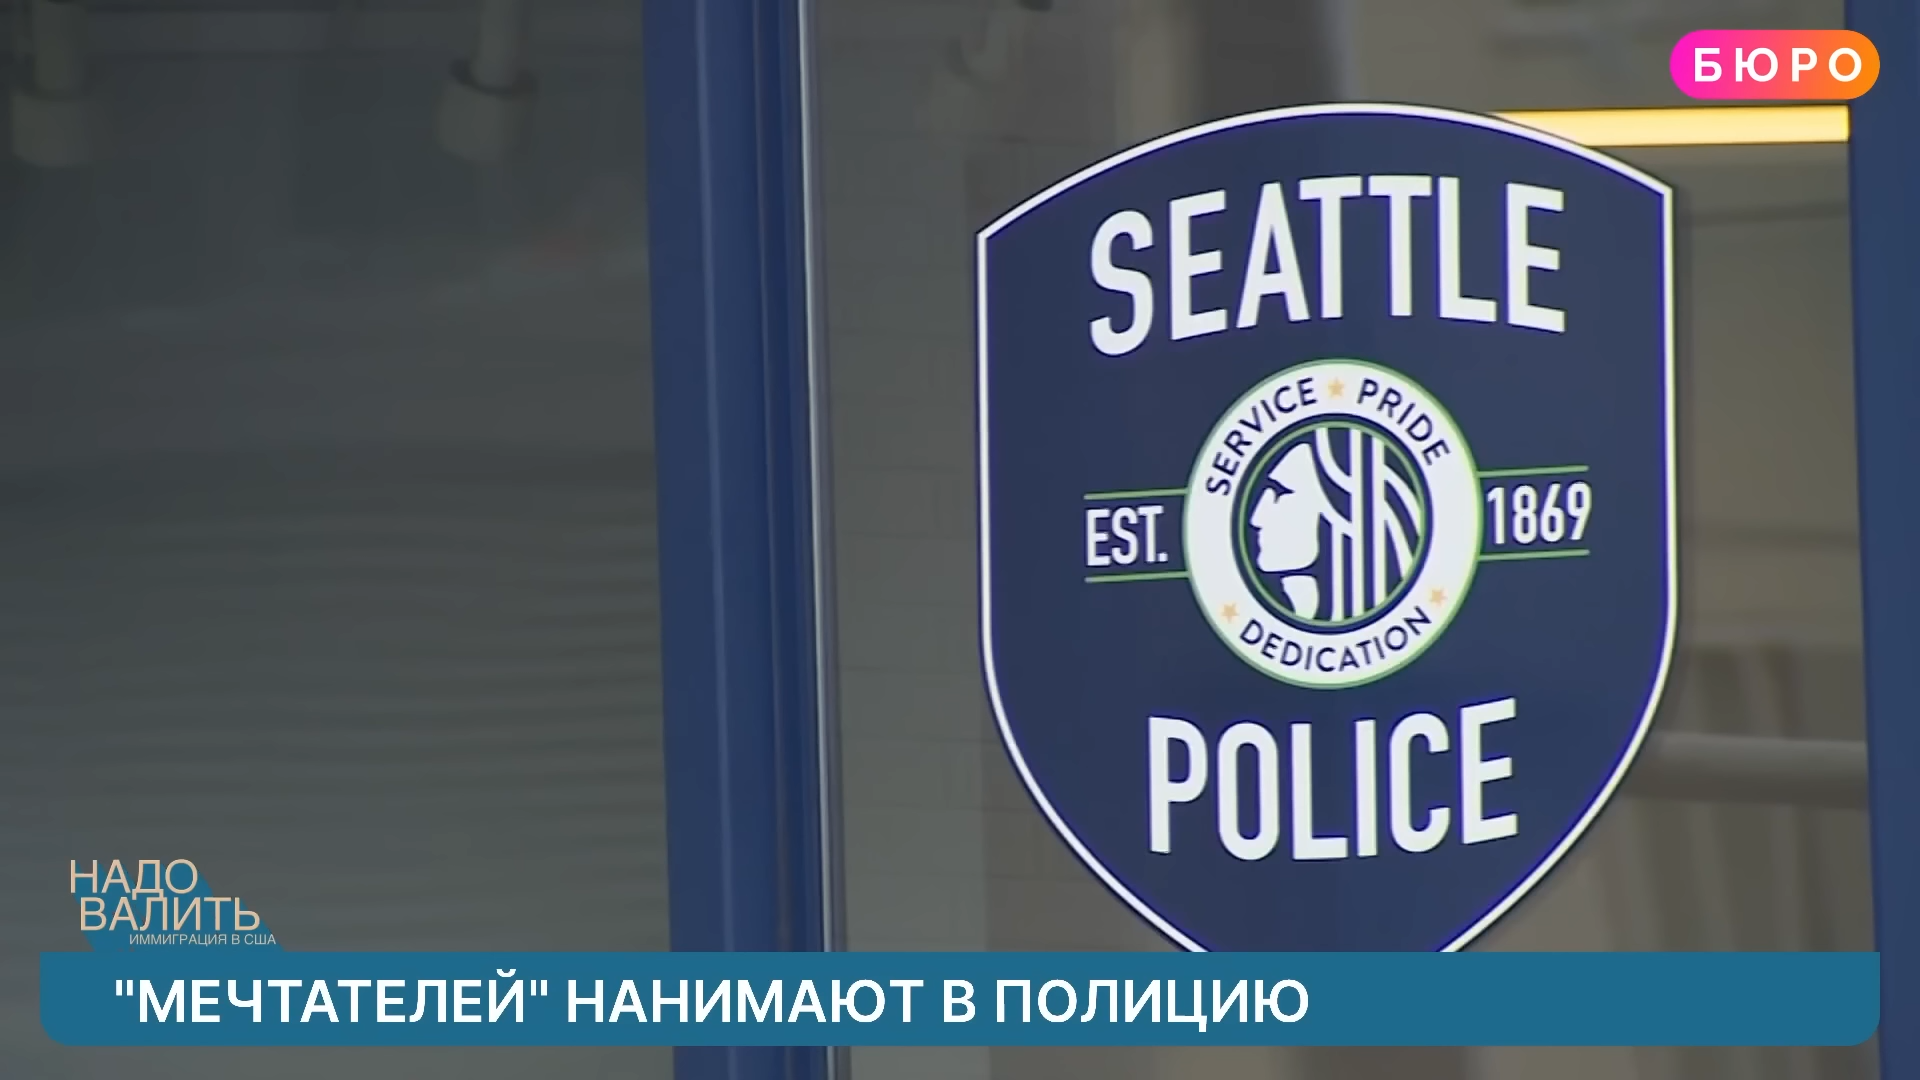 БЮРО
SEATTLE
SERVICE ★ PRIDE
EST. 1869
★ DEDICATION ★
POLICE
НАДО
ВАЛИТЬ
ИММИГРАЦИЯ В США
"МЕЧТАТЕЛЕЙ" НАНИМАЮТ В ПОЛИЦИЮ